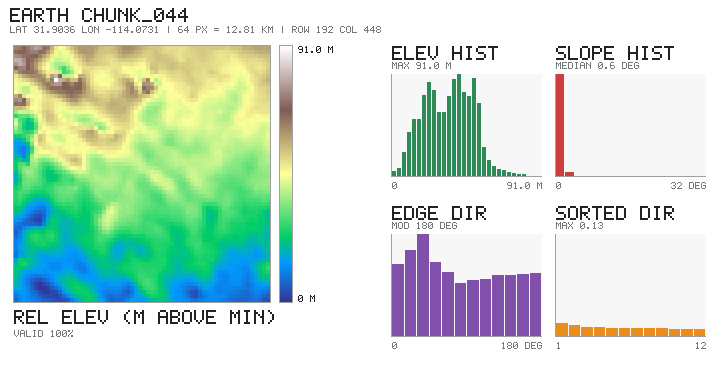 EARTH CHUNK_044
LAT 31.9036 LON -114.0731 | 64 PX = 12.81 KM | ROW 192 COL 448
91.0 M
0 M
REL ELEV (M ABOVE MIN)
VALID 100%
ELEV HIST
MAX 91.0 M
0 91.0 M
SLOPE HIST
MEDIAN 0.6 DEG
0 32 DEG
EDGE DIR
MOD 180 DEG
0 180 DEG
SORTED DIR
MAX 0.13
1 12